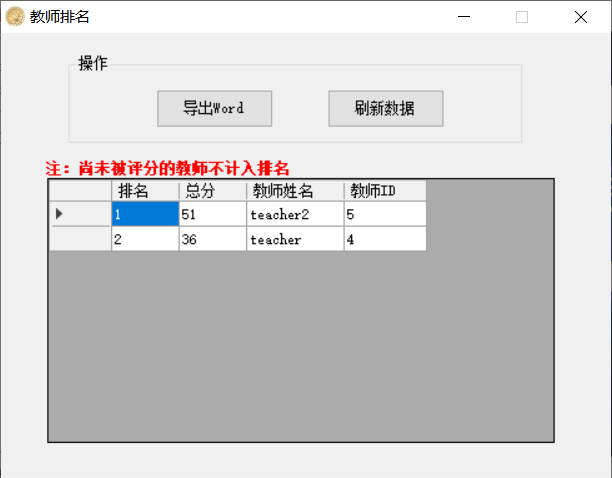 教师排名
操作
导出Word 刷新数据
注：尚未被评分的教师不计入排名
排名 总分 教师姓名 教师ID
1 51 teacher2 5
2 36 teacher 4